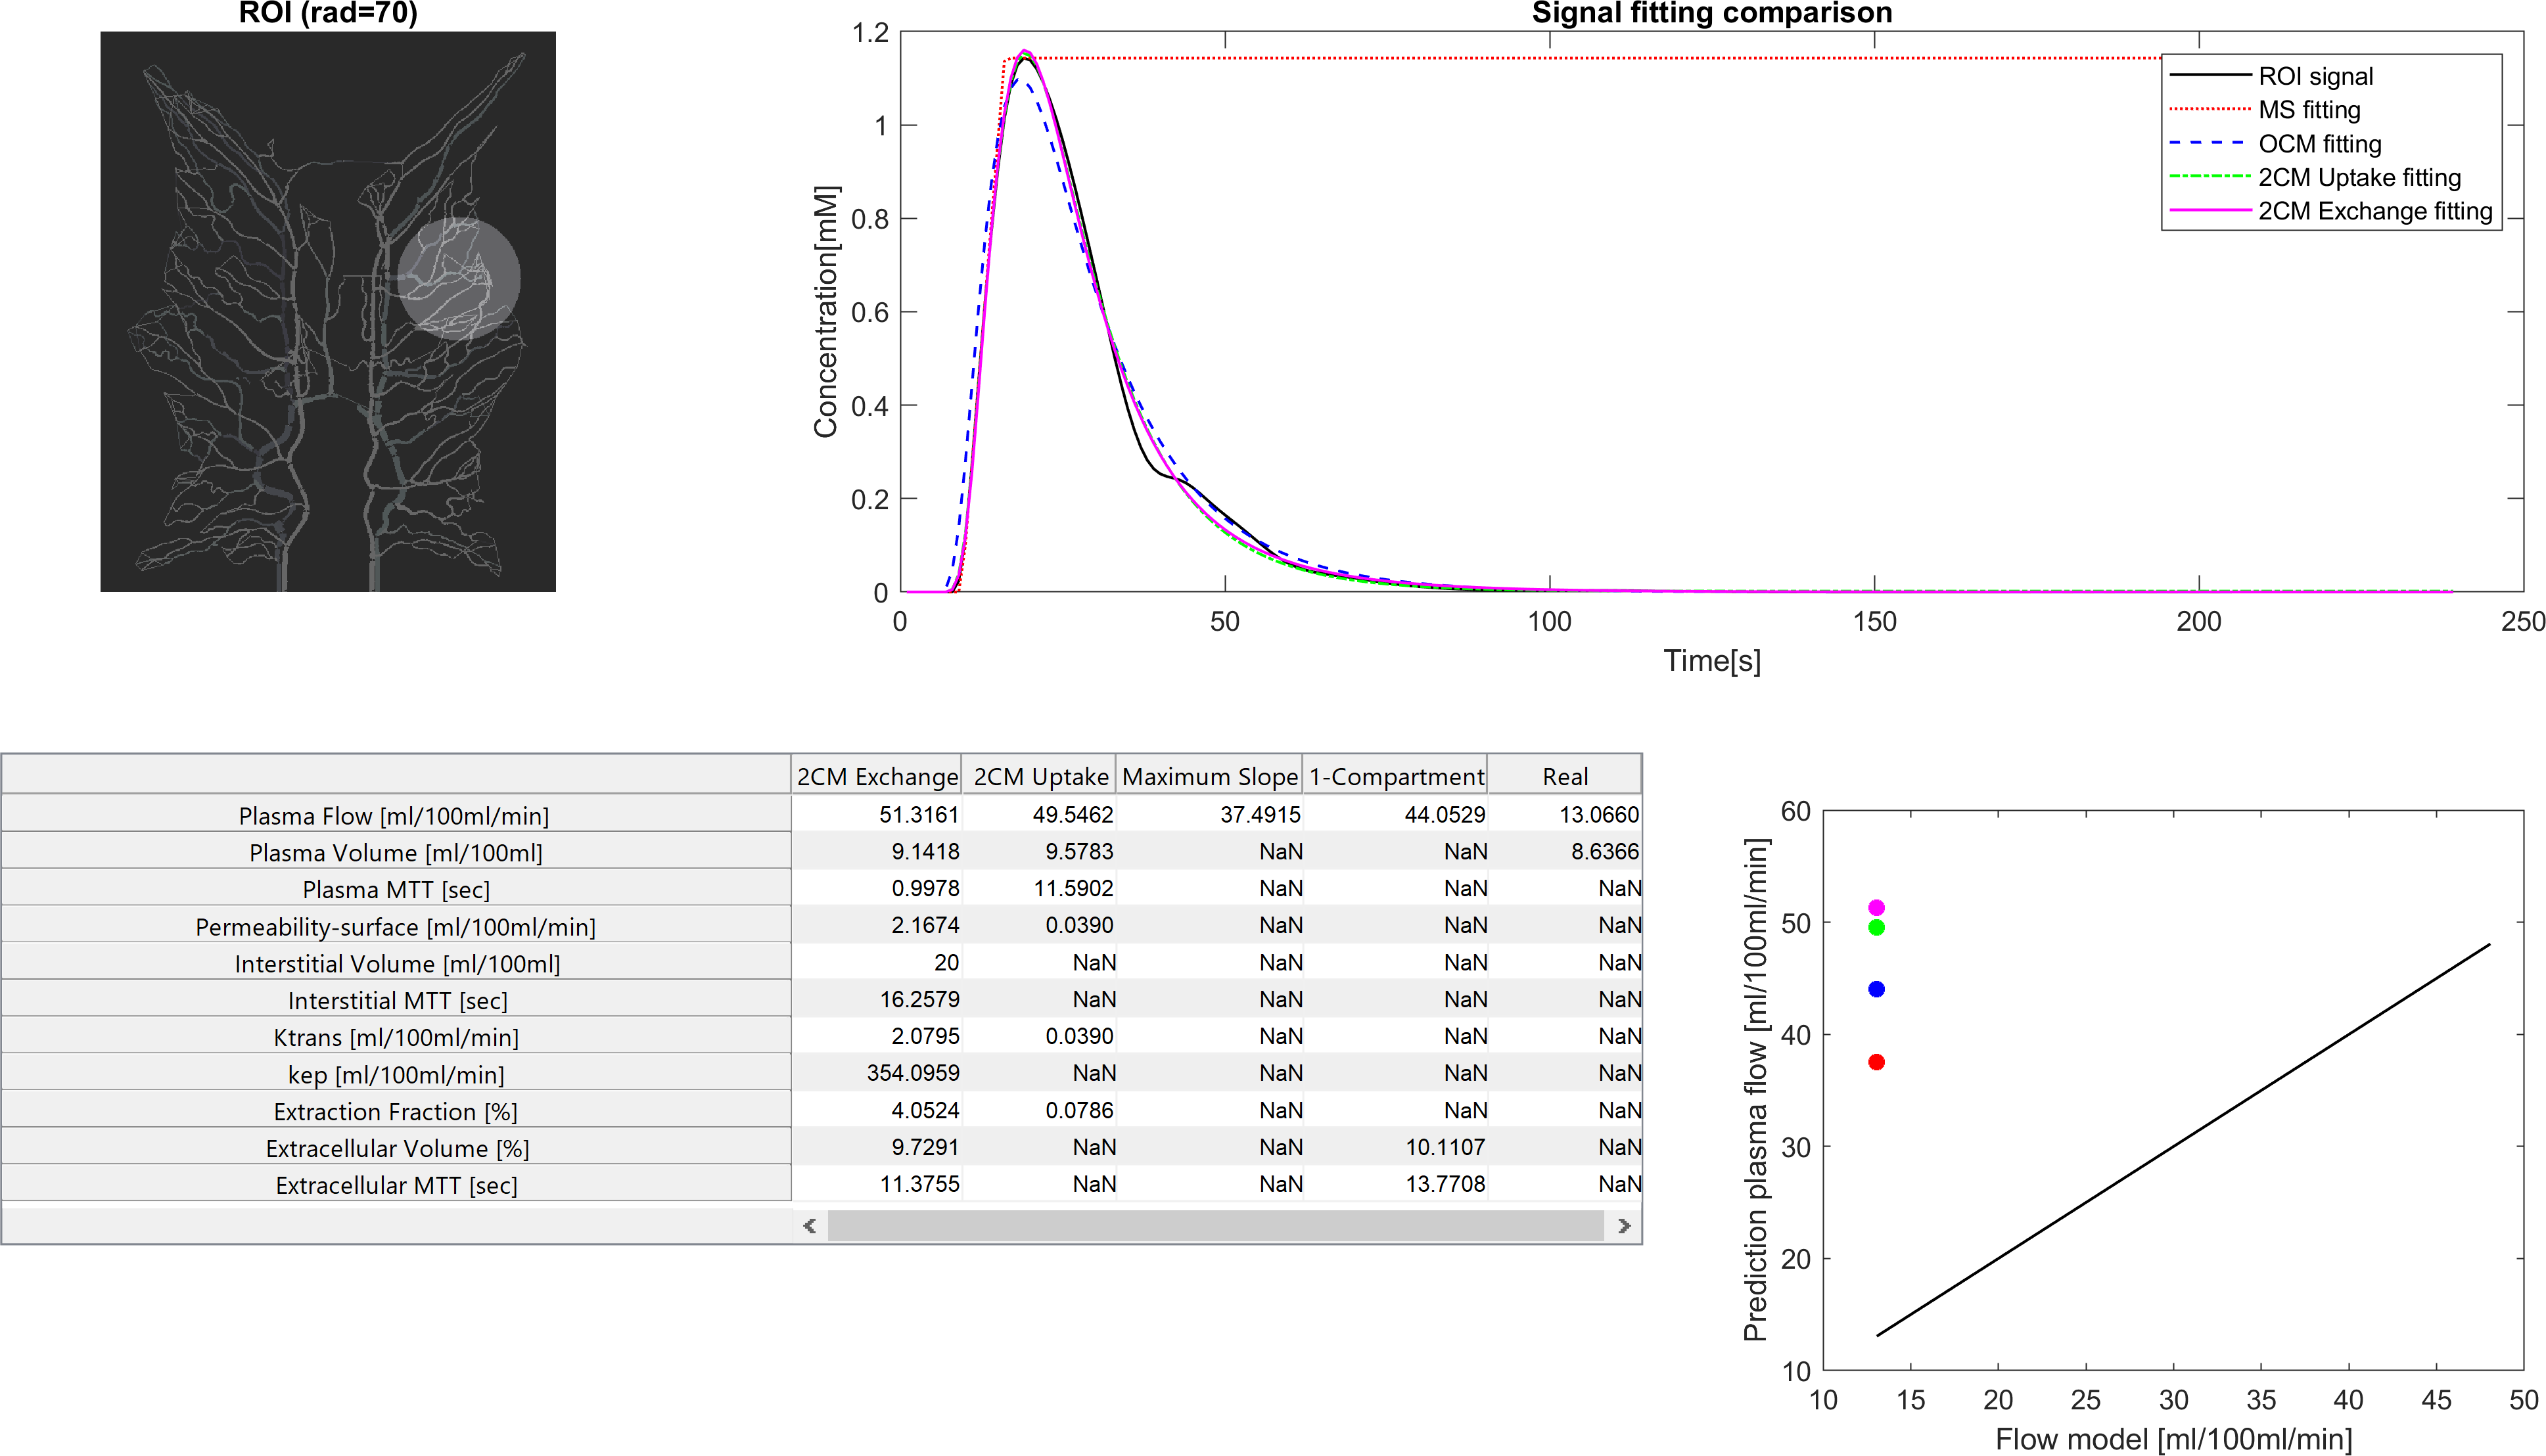 ROI (rad=70)
Signal fitting comparison
1.2
1
0.8
0.6
0.4
0.2
0
Concentration[mM]
0 50 100 150 200 250
Time[s]
ROI signal
MS fitting
OCM fitting
2CM Uptake fitting
2CM Exchange fitting
2CM Exchange 2CM Uptake Maximum Slope 1-Compartment Real
Plasma Flow [ml/100ml/min] 51.3161 49.5462 37.4915 44.0529 13.0660
Plasma Volume [ml/100ml] 9.1418 9.5783 NaN NaN 8.6366
Plasma MTT [sec] 0.9978 11.5902 NaN NaN NaN
Permeability-surface [ml/100ml/min] 2.1674 0.0390 NaN NaN NaN
Interstitial Volume [ml/100ml] 20 NaN NaN NaN NaN
Interstitial MTT [sec] 16.2579 NaN NaN NaN NaN
Ktrans [ml/100ml/min] 2.0795 0.0390 NaN NaN NaN
kep [ml/100ml/min] 354.0959 NaN NaN NaN NaN
Extraction Fraction [%] 4.0524 0.0786 NaN NaN NaN
Extracellular Volume [%] 9.7291 NaN NaN 10.1107 NaN
Extracellular MTT [sec] 11.3755 NaN NaN 13.7708 NaN
60
50
40
30
20
10
Prediction plasma flow [ml/100ml/min]
10 15 20 25 30 35 40 45 50
Flow model [ml/100ml/min]